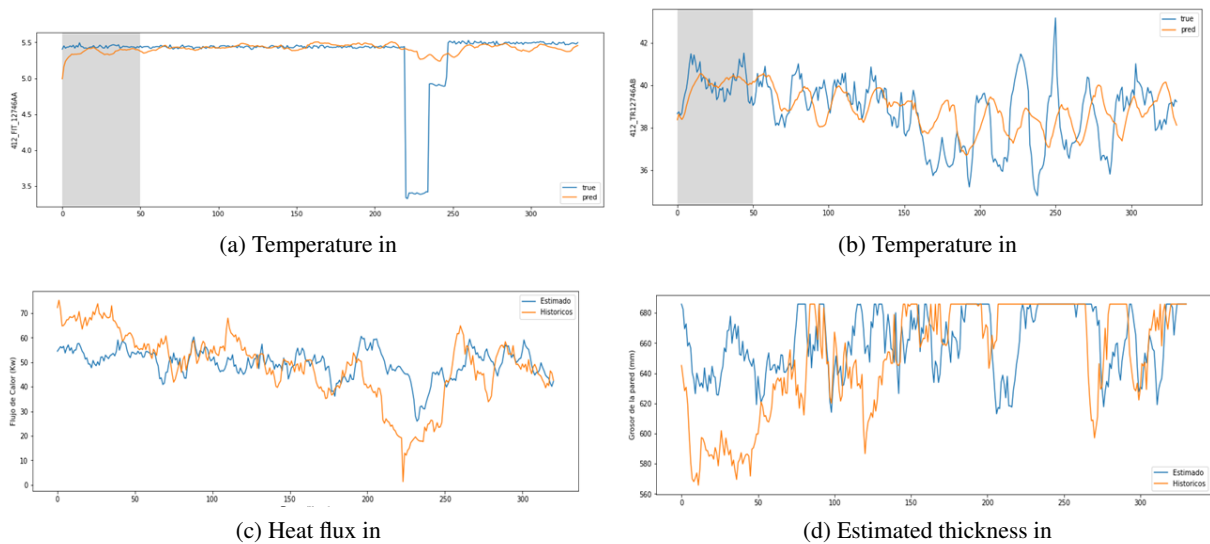 5.5
5.0
4.5
4.0
3.5
412_FIT_12746AA
true
pred
0 50 100 150 200 250 300
(a) Temperature in
42
40
38
36
412_TR12746AB
true
pred
0 50 100 150 200 250 300
(b) Temperature in
70
60
50
40
30
20
10
0
Flujo de Calor (Kw)
Estimado
Historicos
0 50 100 150 200 250 300
(c) Heat flux in
680
660
640
620
600
580
560
Grosor de la pared (mm)
Estimado
Historicos
0 50 100 150 200 250 300
(d) Estimated thickness in